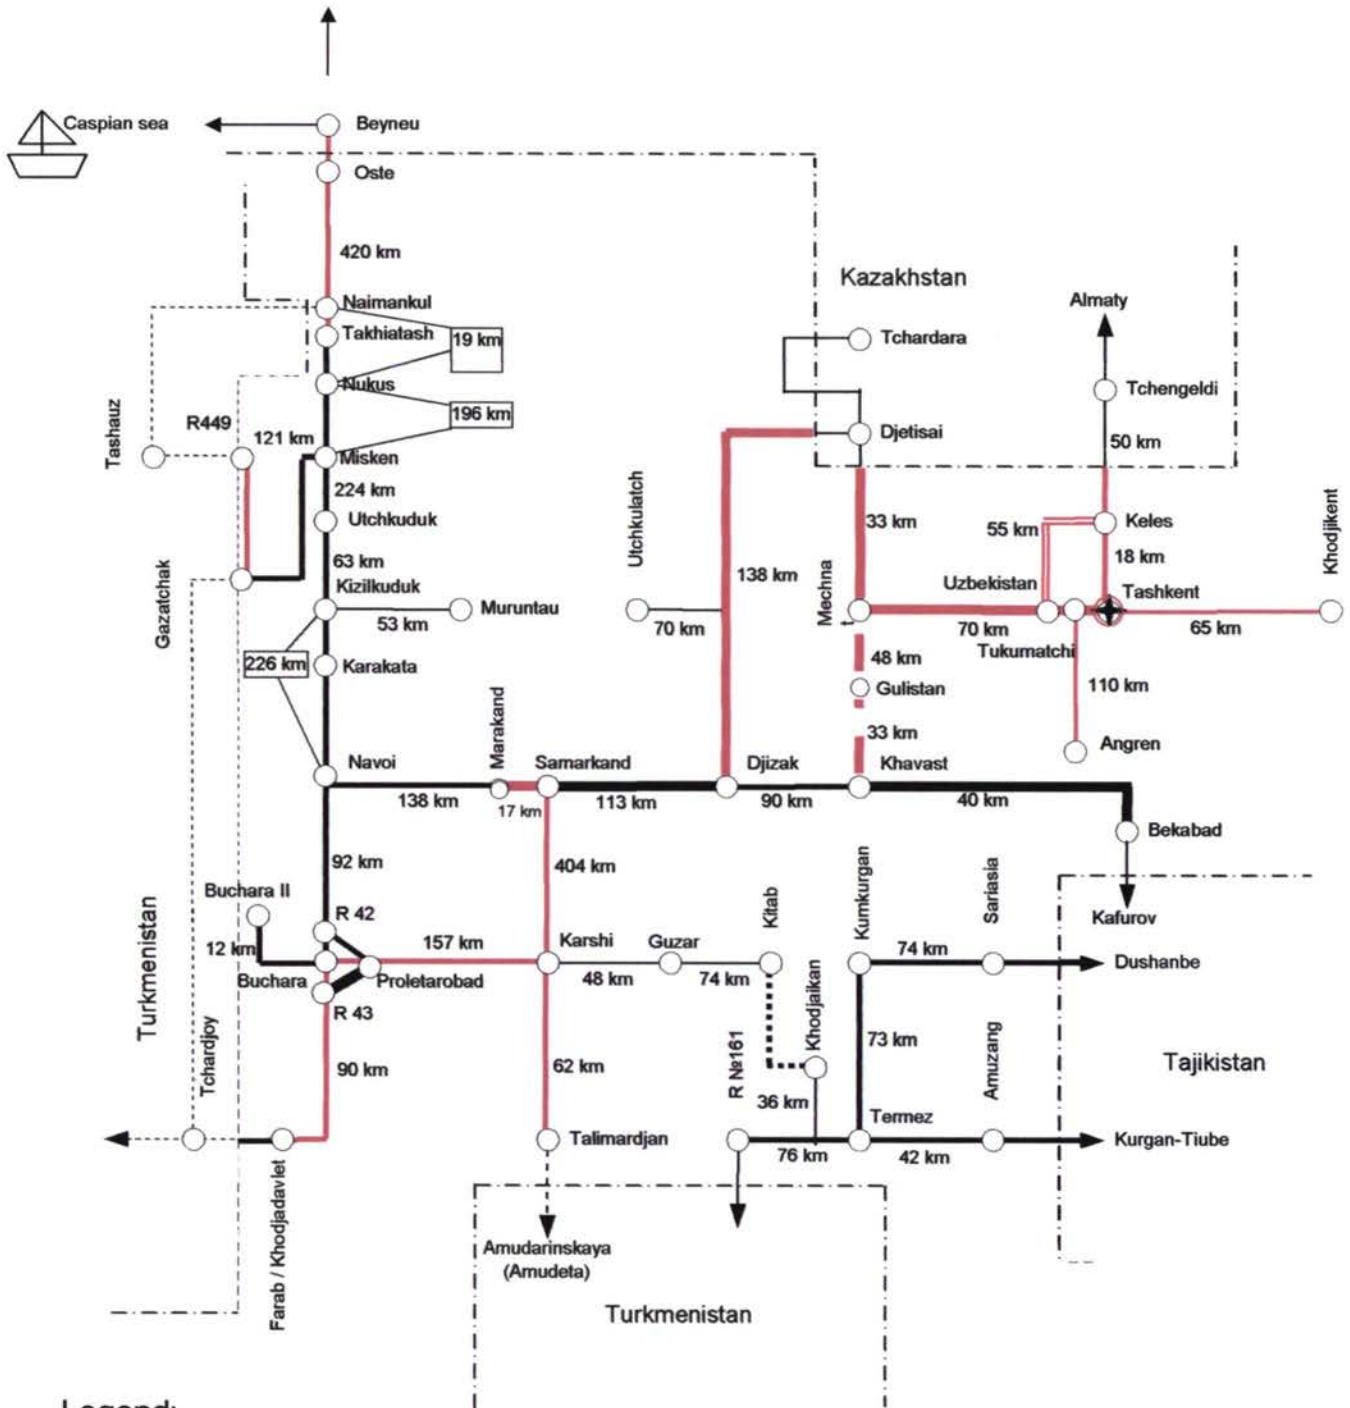 Caspian sea
Beyneu
Oste
420 km
Kazakhstan
Almaty
Naimankul
Takhiatash
19 km
Tchardara
Nukus
Tchengeldi
196 km
R449
121 km
Misken
Djetisai
50 km
Tashauz
224 km
Utchkuduk
Utchkulatch
33 km
55 km
Keles
Khodjikent
63 km
138 km
18 km
Gazatchak
Kizilkuduk
Mechna
Uzbekistan
Tashkent
Muruntau
53 km
70 km
70 km
Tukumatchi
65 km
226 km
Karakata
48 km
Gulistan
110 km
Marakand
33 km
Angren
Navoi
Samarkand
Djizak
Khavast
138 km
17 km
113 km
90 km
40 km
Bekabad
92 km
404 km
Buchara II
Kitab
Kumkurgan
Sariasia
R 42
Kafurov
Turkmenistan
12 km
157 km
Karshi
Guzar
74 km
Dushanbe
Buchara
Proletarobad
48 km
74 km
Khodjaikan
R 43
Tchardjoy
90 km
62 km
R №161
73 km
Amuzang
Tajikistan
36 km
Termez
Talimardjan
76 km
42 km
Kurgan-Tiube
Farab / Khodjadavlet
Amudarinskaya
(Amudeta)
Turkmenistan
Legend: